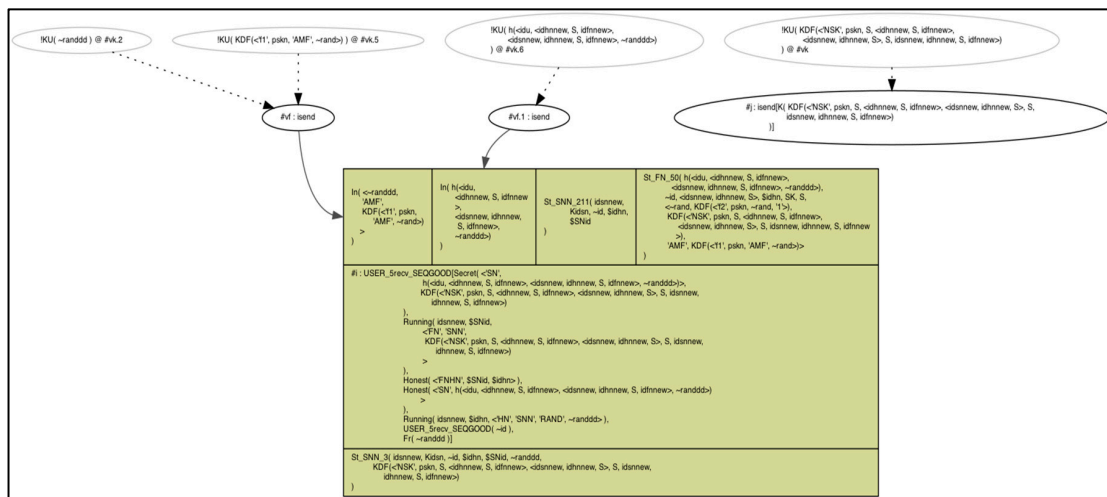 !KU( ~randdd ) @ #vk.2
!KU( KDF(<'f1', pskn, 'AMF', ~rand>) ) @ #vk.5
!KU( h(<idu, <idhnnew, S, idfnnew>,
<idsnnew, idhnnew, S, idfnnew>, ~randdd>)
) @ #vk.6
!KU( KDF(<'NSK', pskn, S, <idhnnew, S, idfnnew>,
<idsnnew, idhnnew, S>, S, idsnnew, idhnnew, S, idfnnew>)
) @ #vk
#vf : isend
#vf.1 : isend
#j : isend[K( KDF(<'NSK', pskn, S, <idhnnew, S, idfnnew>, <idsnnew, idhnnew, S>, S,
idsnnew, idhnnew, S, idfnnew>)
)]
In( <~randdd,
'AMF',
KDF(<'f1', pskn,
'AMF', ~rand>)
>
)
In( h(<idu,
<idhnnew, S, idfnnew
>,
<idsnnew, idhnnew,
S, idfnnew>,
~randdd>)
)
St_SNN_211( idsnnew,
Kidsn, ~id, $idhn,
$SNid
)
St_FN_50( h(<idu, <idhnnew, S, idfnnew>,
<idsnnew, idhnnew, S, idfnnew>, ~randdd>),
~id, <idsnnew, idhnnew, S>, $idhn, SK, S,
<~rand, KDF(<'f2', pskn, ~rand, '1'>),
KDF(<'NSK', pskn, S, <idhnnew, S, idfnnew>,
<idsnnew, idhnnew, S>, S, idsnnew, idhnnew, S, idfnnew
>),
'AMF', KDF(<'f1', pskn, 'AMF', ~rand>)>
)
#i : USER_5recv_SEQGOOD[Secret( <'SN',
h(<idu, <idhnnew, S, idfnnew>, <idsnnew, idhnnew, S, idfnnew>, ~randdd>)>,
KDF(<'NSK', pskn, S, <idhnnew, S, idfnnew>, <idsnnew, idhnnew, S>, S, idsnnew,
idhnnew, S, idfnnew>)
),
Running( idsnnew, $SNid,
<'FN', 'SNN',
KDF(<'NSK', pskn, S, <idhnnew, S, idfnnew>, <idsnnew, idhnnew, S>, S, idsnnew,
idhnnew, S, idfnnew>)
>
),
Honest( <'FNHN', $SNid, $idhn> ),
Honest( <'SN', h(<idu, <idhnnew, S, idfnnew>, <idsnnew, idhnnew, S, idfnnew>, ~randdd>)
>
),
Running( idsnnew, $idhn, <'HN', 'SNN', 'RAND', ~randdd> ),
USER_5recv_SEQGOOD( ~id ),
Fr( ~randdd )]
St_SNN_3( idsnnew, Kidsn, ~id, $idhn, $SNid, ~randdd,
KDF(<'NSK', pskn, S, <idhnnew, S, idfnnew>, <idsnnew, idhnnew, S>, S, idsnnew,
idhnnew, S, idfnnew>)
)